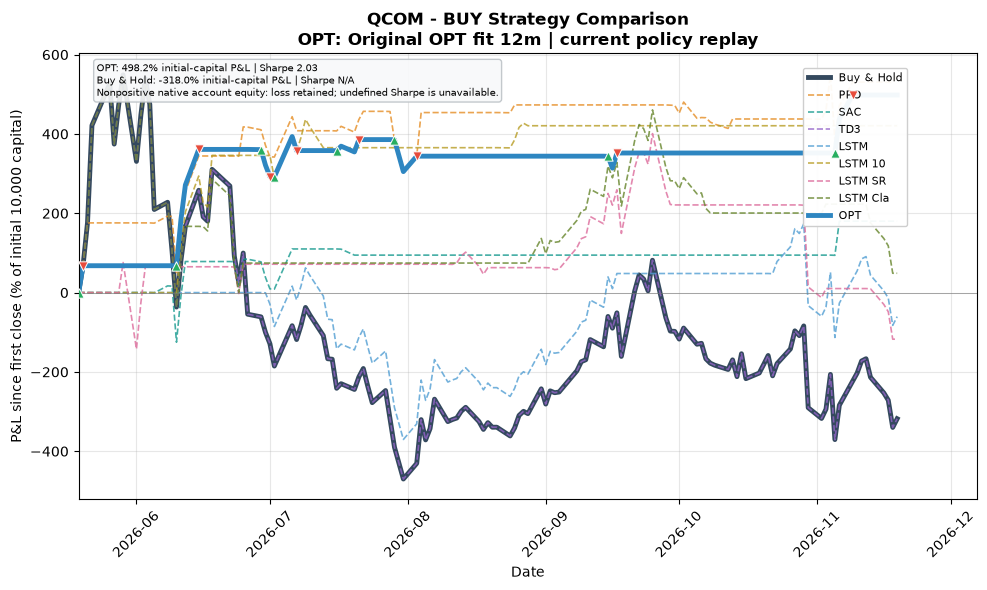 QCOM - BUY Strategy Comparison
OPT: Original OPT fit 12m | current policy replay
OPT: 498.2% initial-capital P&L | Sharpe 2.03
Buy & Hold: -318.0% initial-capital P&L | Sharpe N/A
Nonpositive native account equity: loss retained; undefined Sharpe is unavailable.
Buy & Hold
PPO
SAC
TD3
LSTM
LSTM 10
LSTM SR
LSTM Cla
OPT
P&L since first close (% of initial 10,000 capital)
600
400
200
0
−200
−400
2026-06
2026-07
2026-08
2026-09
2026-10
2026-11
2026-12
Date